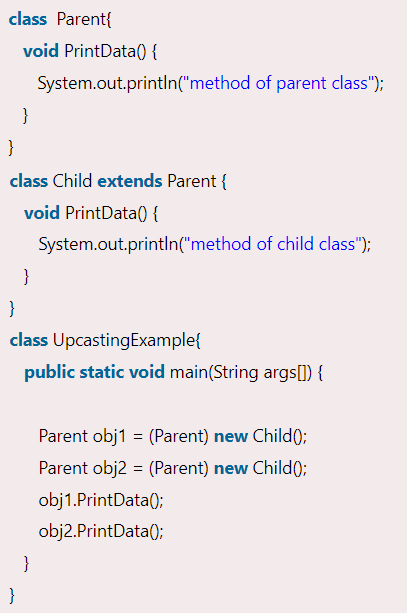 class  Parent{
void PrintData() {
System.out.println("method of parent class");
}
}
class Child extends Parent {
void PrintData() {
System.out.println("method of child class");
}
}
class UpcastingExample{
public static void main(String args[]) {
Parent obj1 = (Parent) new Child();
Parent obj2 = (Parent) new Child();
obj1.PrintData();
obj2.PrintData();
}
}